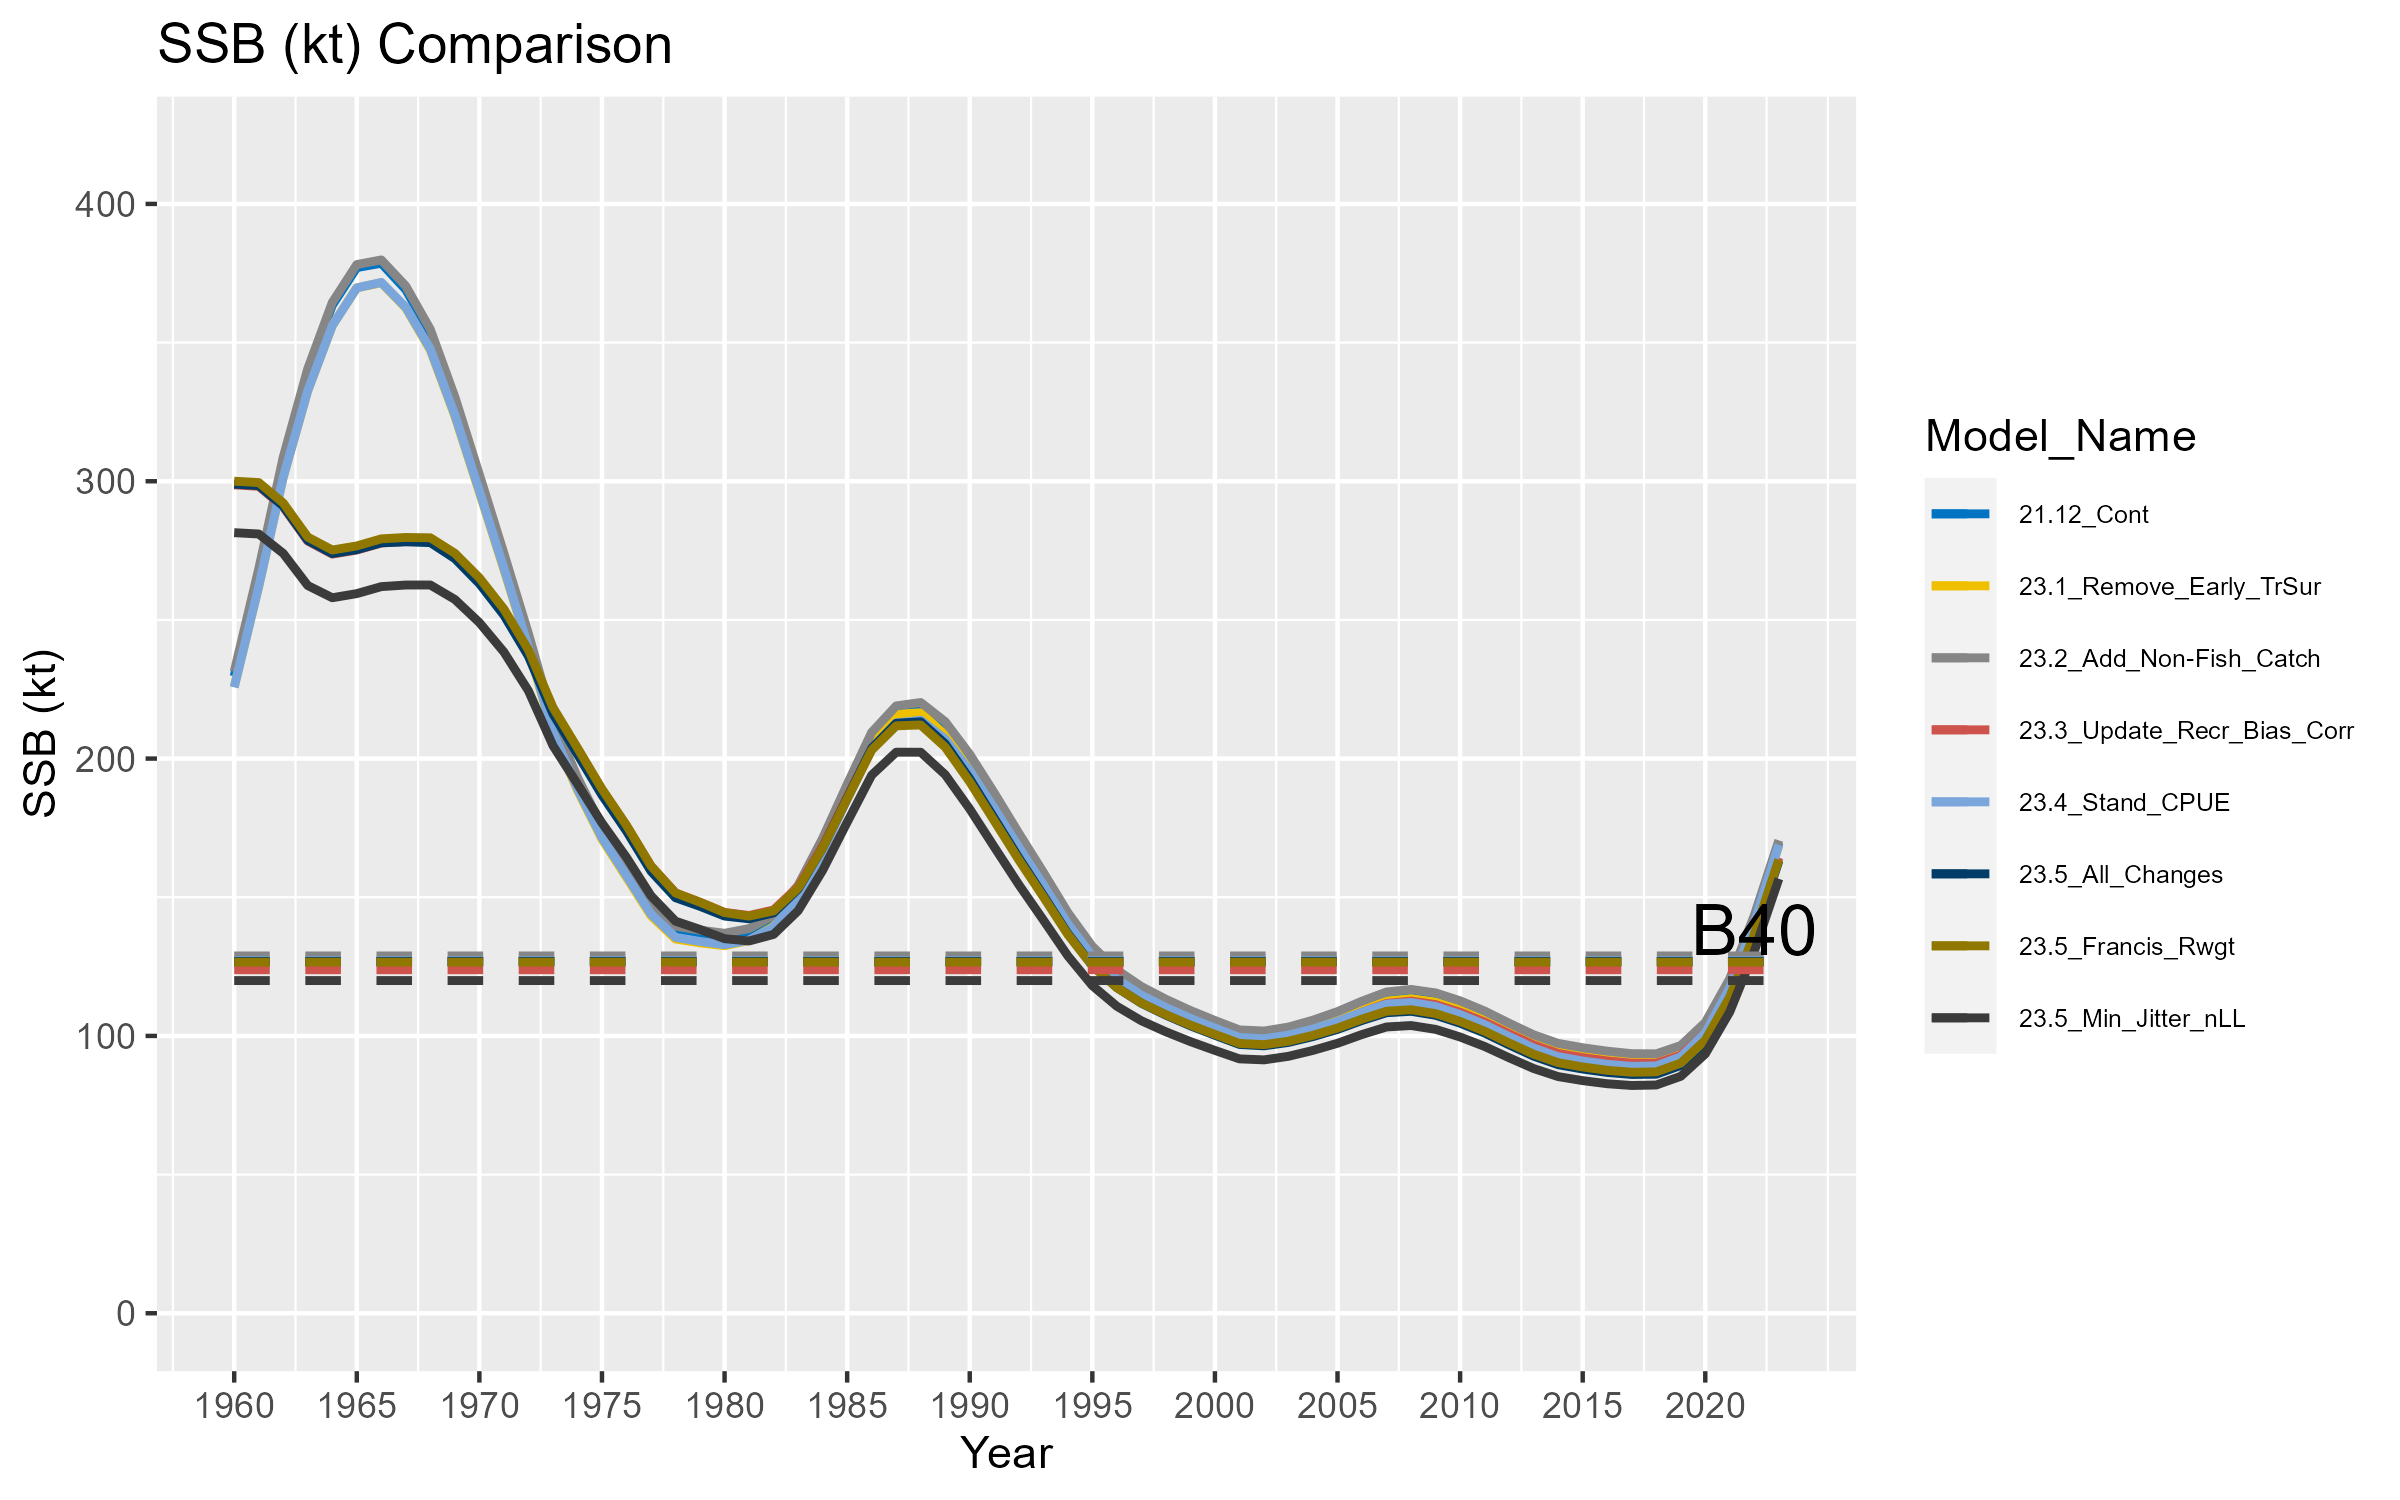 SSB (kt) Comparison
SSB (kt)
400
300
200
100
0
B40
1960 1965 1970 1975 1980 1985 1990 1995 2000 2005 2010 2015 2020
Year
Model_Name
21.12_Cont
23.1_Remove_Early_TrSur
23.2_Add_Non-Fish_Catch
23.3_Update_Recr_Bias_Corr
23.4_Stand_CPUE
23.5_All_Changes
23.5_Francis_Rwgt
23.5_Min_Jitter_nLL